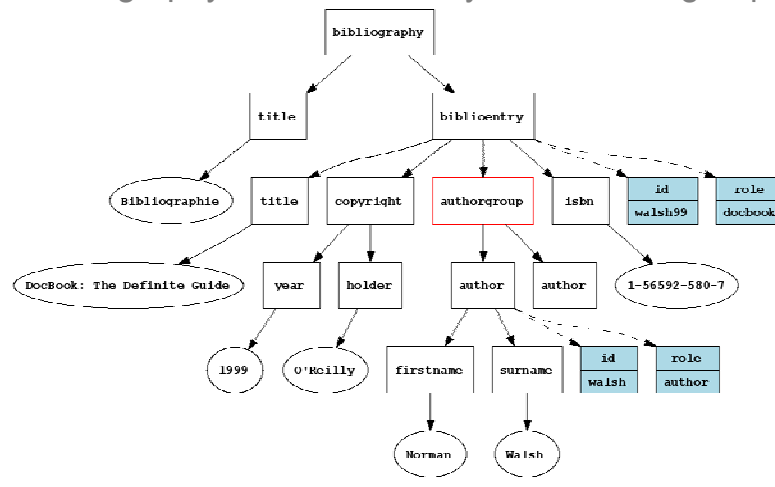 bibliography
title
biblioentry
Bibliographie
title
copyright
authorgroup
isbn
id
walsh99
role
docbook
DocBook: The Definite Guide
year
holder
author
author
1-56592-580-7
1999
O'Reilly
firstname
surname
id
walsh
role
author
Norman
Walsh